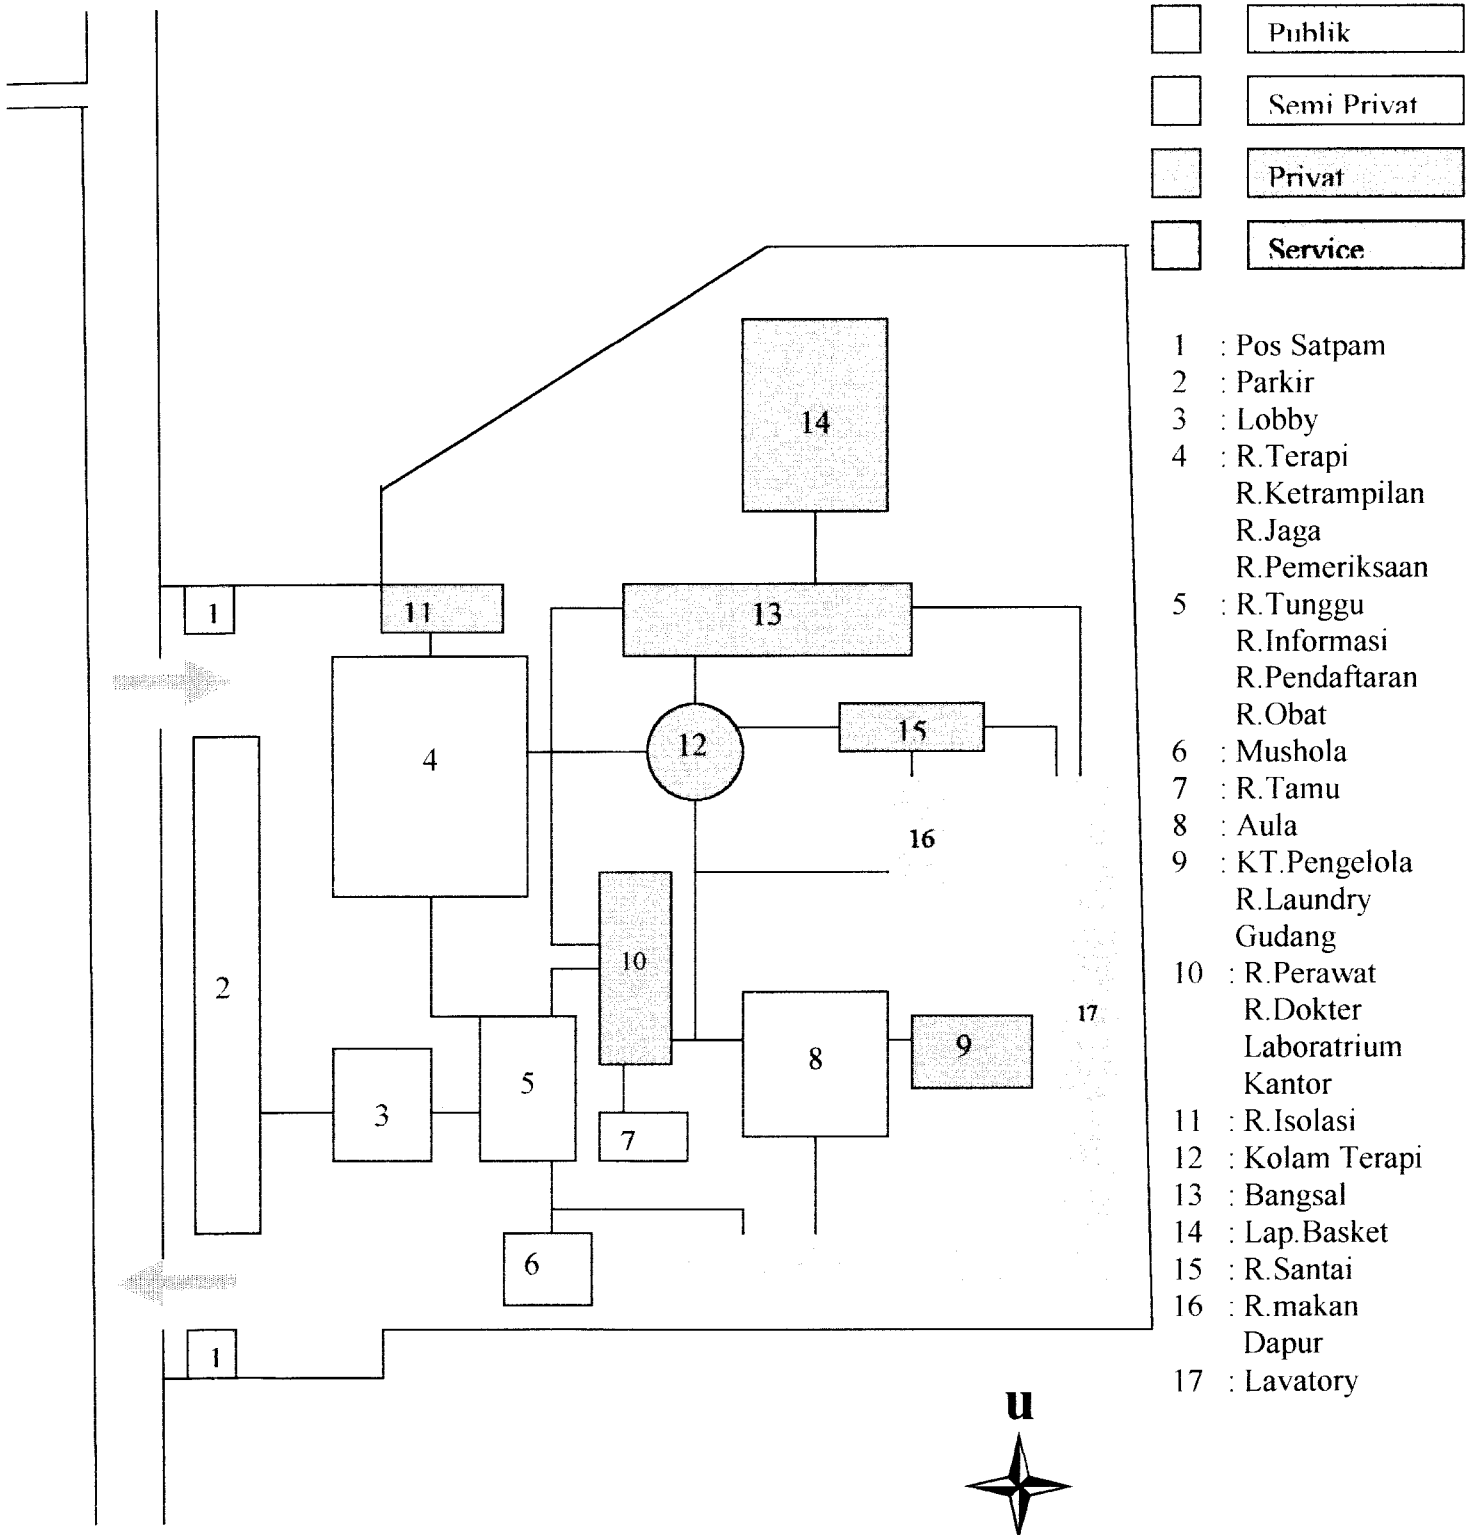 Publik
Semi Privat
Privat
Service
1 : Pos Satpam
2 : Parkir
3 : Lobby
4 : R.Terapi
R.Ketrampilan
R.Jaga
R.Pemeriksaan
5 : R.Tunggu
R.Informasi
R.Pendaftaran
R.Obat
6 : Mushola
7 : R.Tamu
8 : Aula
9 : KT.Pengelola
R.Laundry
Gudang
10 : R.Perawat
R.Dokter
Laboratrium
Kantor
11 : R.Isolasi
12 : Kolam Terapi
13 : Bangsal
14 : Lap.Basket
15 : R.Santai
16 : R.makan
Dapur
17 : Lavatory
14
1
11
13
4
12
15
16
2
10
17
3
5
7
8
9
6
1
u